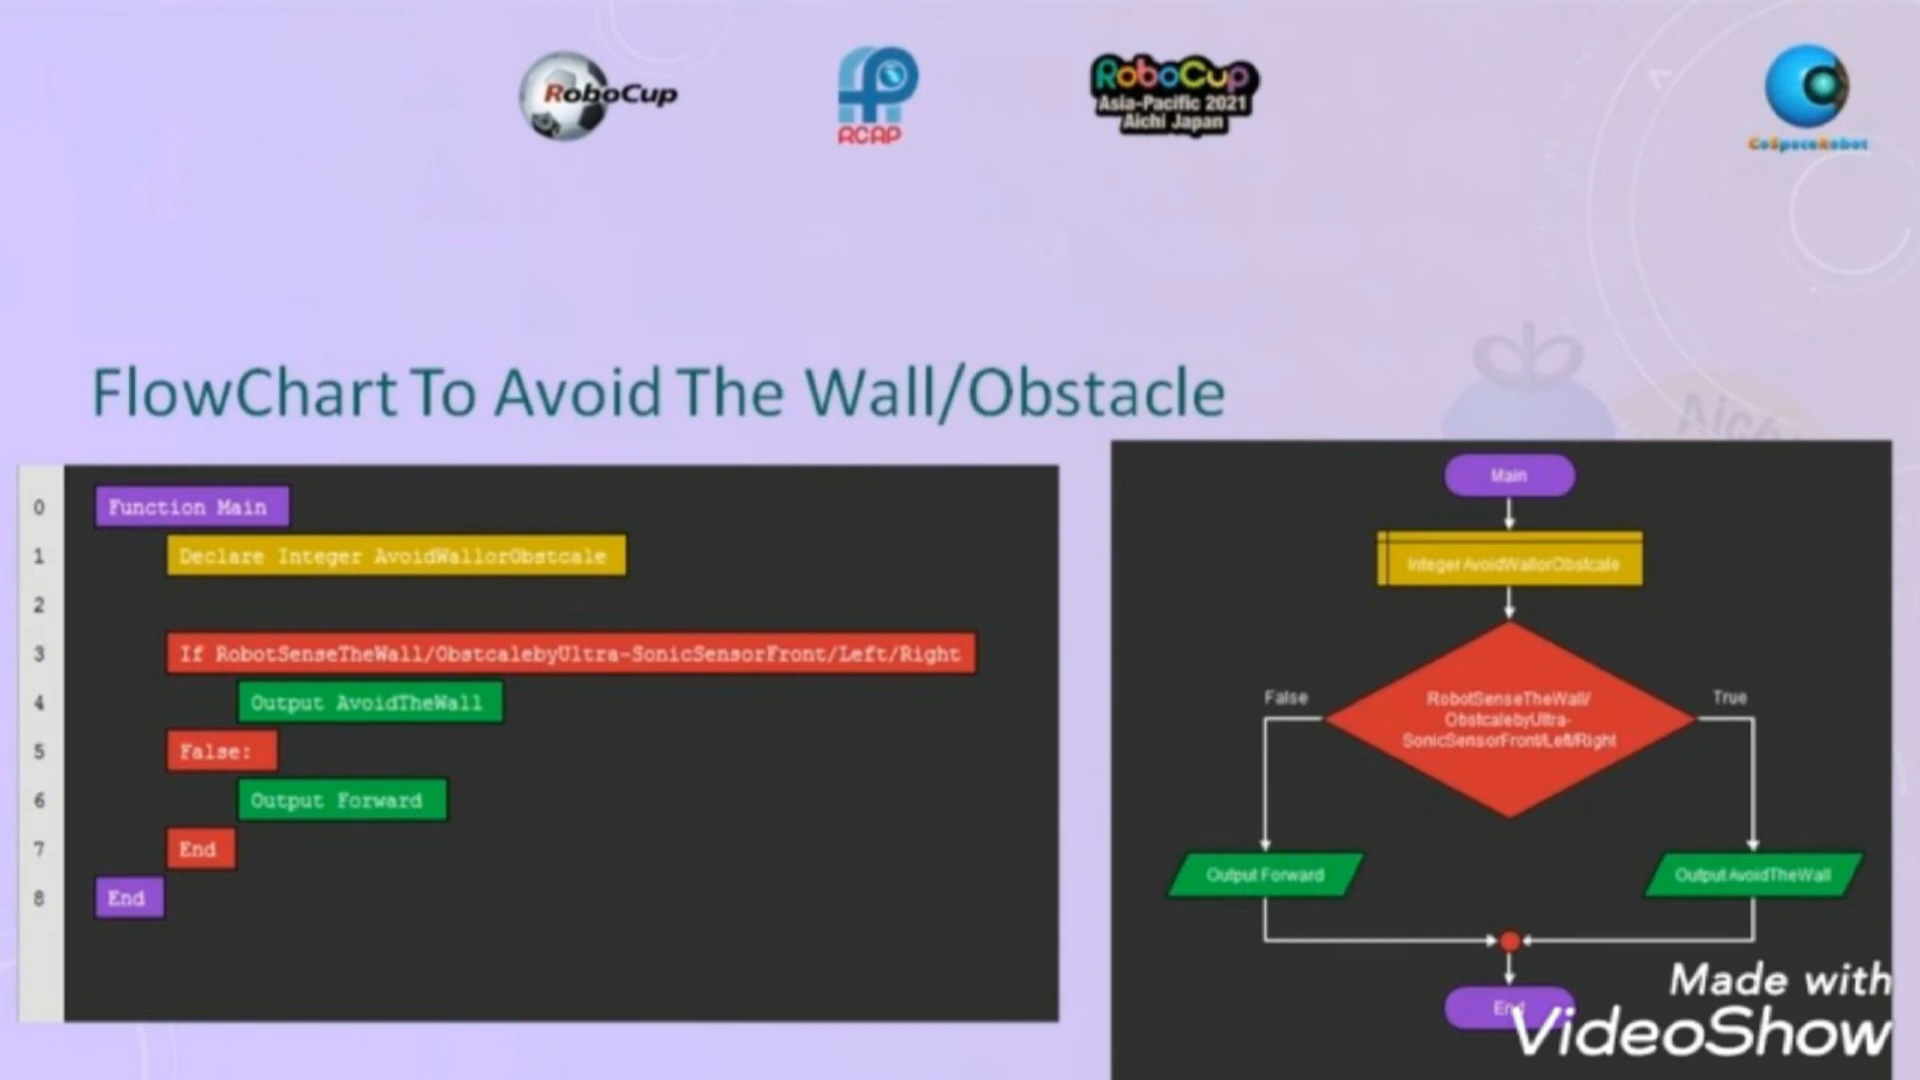 RoboCup
RCAP
RoboCup
Asia-Pacific 2021
Aichi Japan
CoSpaceRobot
FlowChart To Avoid The Wall/Obstacle
0 Function Main
1 Declare Integer AvoidWallorObstcale
2
3 If RobotSenseTheWall/ObstcalebyUltra-SonicSensorFront/Left/Right
4 Output AvoidTheWall
5 False:
6 Output Forward
7 End
8 End
Main
Integer AvoidWallorObstcale
False
RobotSenseTheWall/
ObstcalebyUltra-
SonicSensorFront/Left/Right
True
Output Forward
Output AvoidTheWall
End
Made with
VideoShow
Aichi